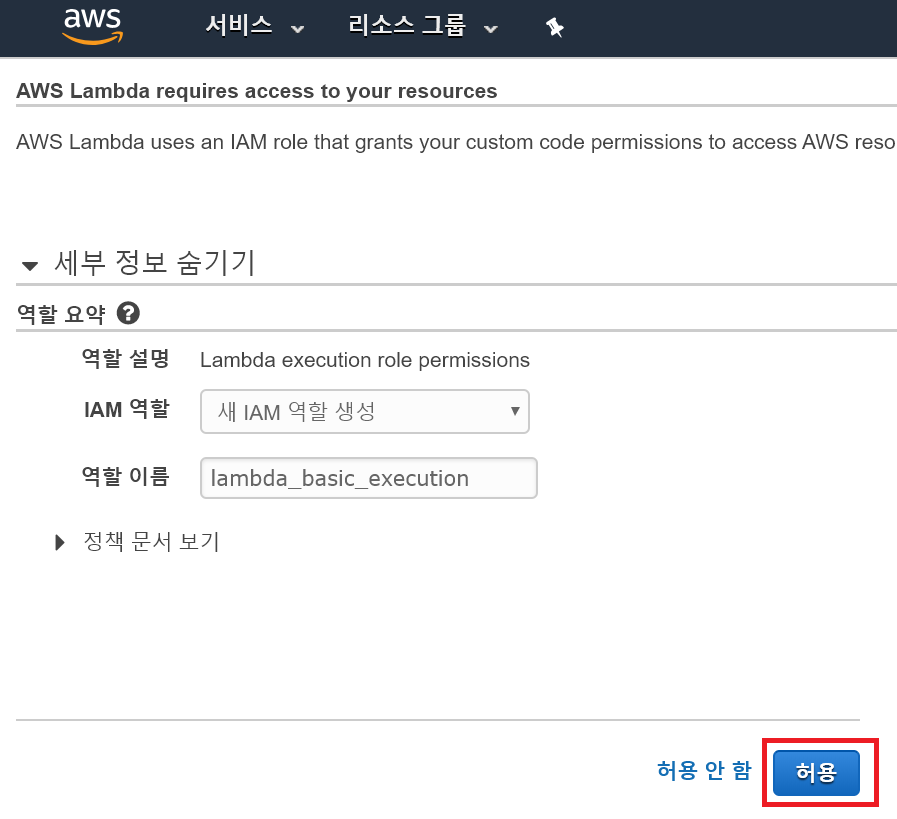 aws 서비스 리소스 그룹
AWS Lambda requires access to your resources
AWS Lambda uses an IAM role that grants your custom code permissions to access AWS reso
세부 정보 숨기기
역할 요약 ?
역할 설명 Lambda execution role permissions
IAM 역할 새 IAM 역할 생성
역할 이름 lambda_basic_execution
정책 문서 보기
허용 안 함 허용